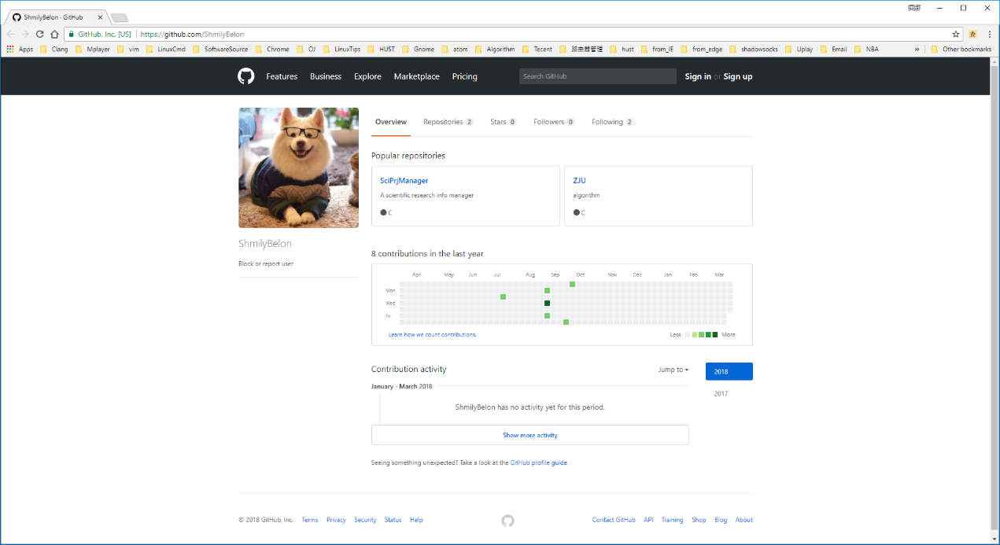 ShmilyBelon · GitHub
GitHub, Inc. [US] https://github.com/ShmilyBelon
Apps Clang Mplayer vim LinuxCmd SoftwareSource Chrome OJ LinuxTips HUST Gnome atom Algorithm Tecent 路由器管理 hust from_IE from_edge shadowsocks Uplay Email NBA » Other bookmarks
Features Business Explore Marketplace Pricing Search GitHub Sign in or Sign up
Overview Repositories 2 Stars 0 Followers 0 Following 2
Popular repositories
SciPrjManager
A scientific research info manager
C
ZJU
algorithm
C
ShmilyBelon
Block or report user
8 contributions in the last year
Apr May Jun Jul Aug Sep Oct Nov Dec Jan Feb Mar
Mon
Wed
Fri
Learn how we count contributions. Less More
Contribution activity Jump to 2018
January - March 2018
2017
ShmilyBelon has no activity yet for this period.
Show more activity
Seeing something unexpected? Take a look at the GitHub profile guide.
© 2018 GitHub, Inc. Terms Privacy Security Status Help Contact GitHub API Training Shop Blog About